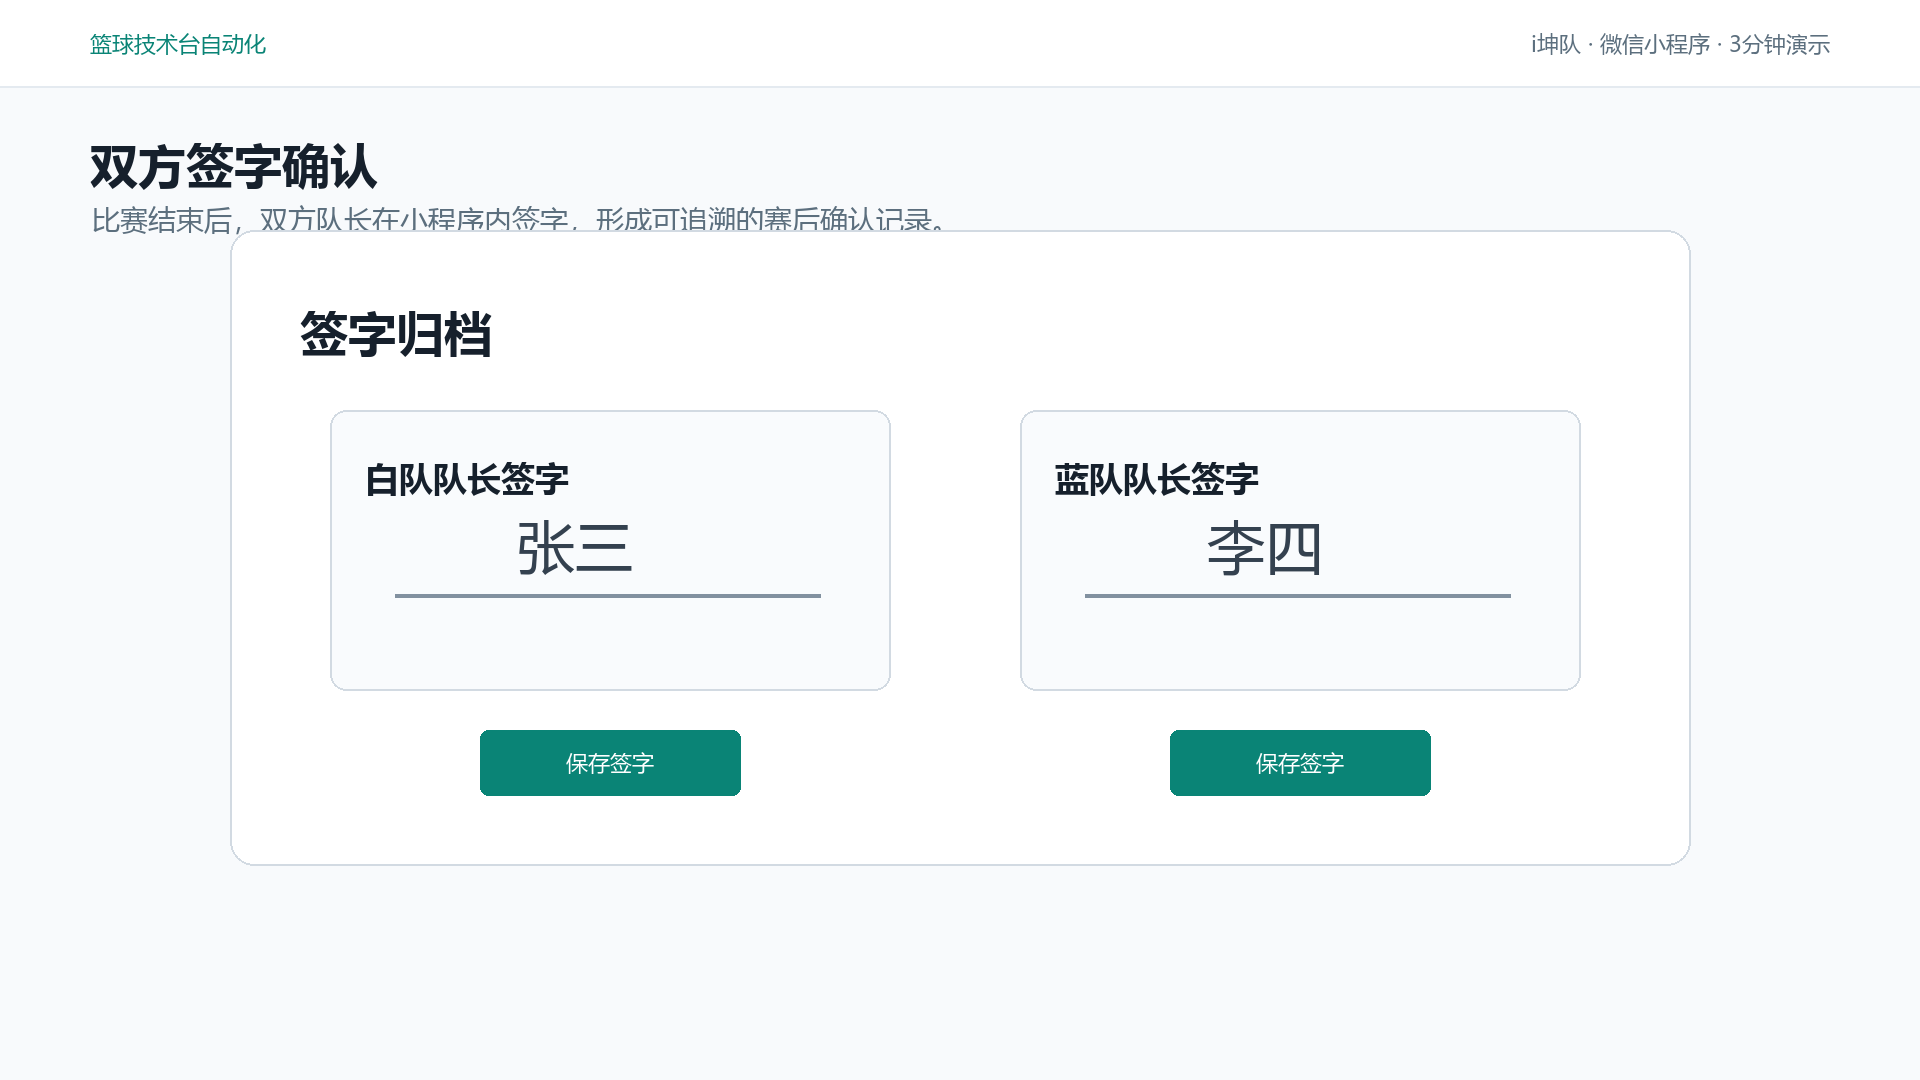 篮球技术台自动化
i坤队 · 微信小程序 · 3分钟演示
双方签字确认
比赛结束后，双方队长在小程序内签字，形成可追溯的赛后确认记录。
签字归档
白队队长签字
张三
保存签字
蓝队队长签字
李四
保存签字